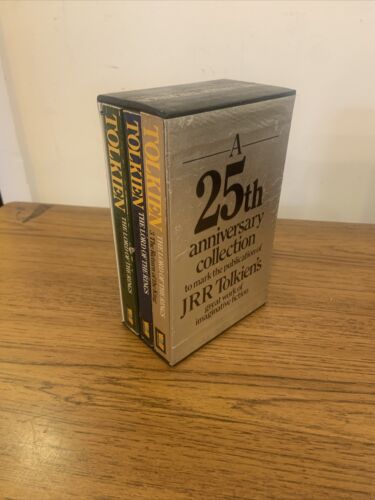 TOLKIEN
THE LORD OF THE RINGS
TOLKIEN
THE LORD OF THE RINGS
TOLKIEN
THE LORD OF THE RINGS
A
25th
anniversary
collection
to mark the publication of
JRR Tolkien's
great work of
imaginative fiction